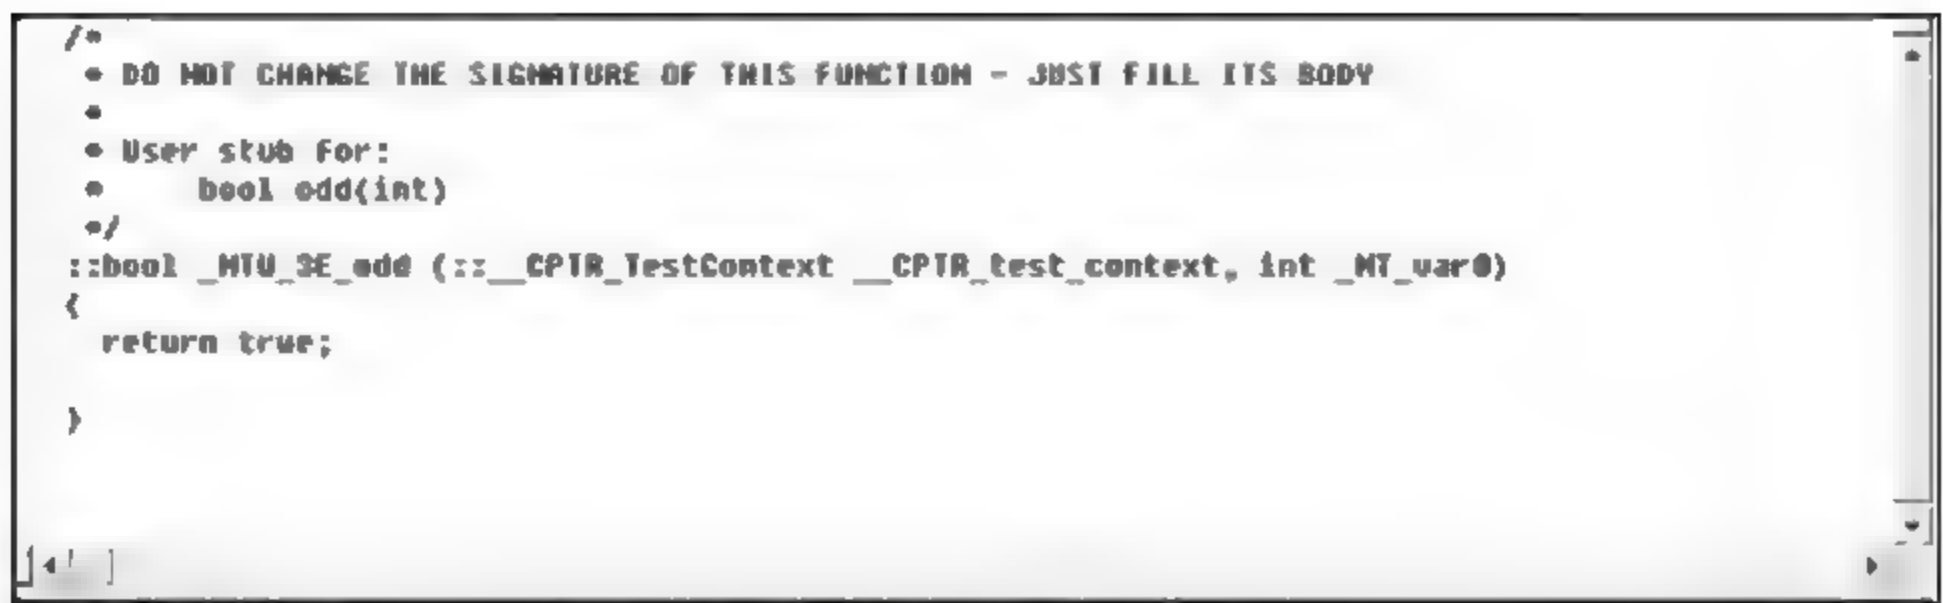 /*
* DO NOT CHANGE THE SIGNATURE OF THIS FUNCTION - JUST FILL ITS BODY
*
* User stub For:
* bool odd(int)
*/
::bool (::__CPTR_TestContext __CPTR_test_context, int _MT_var0)
{
return true;
}